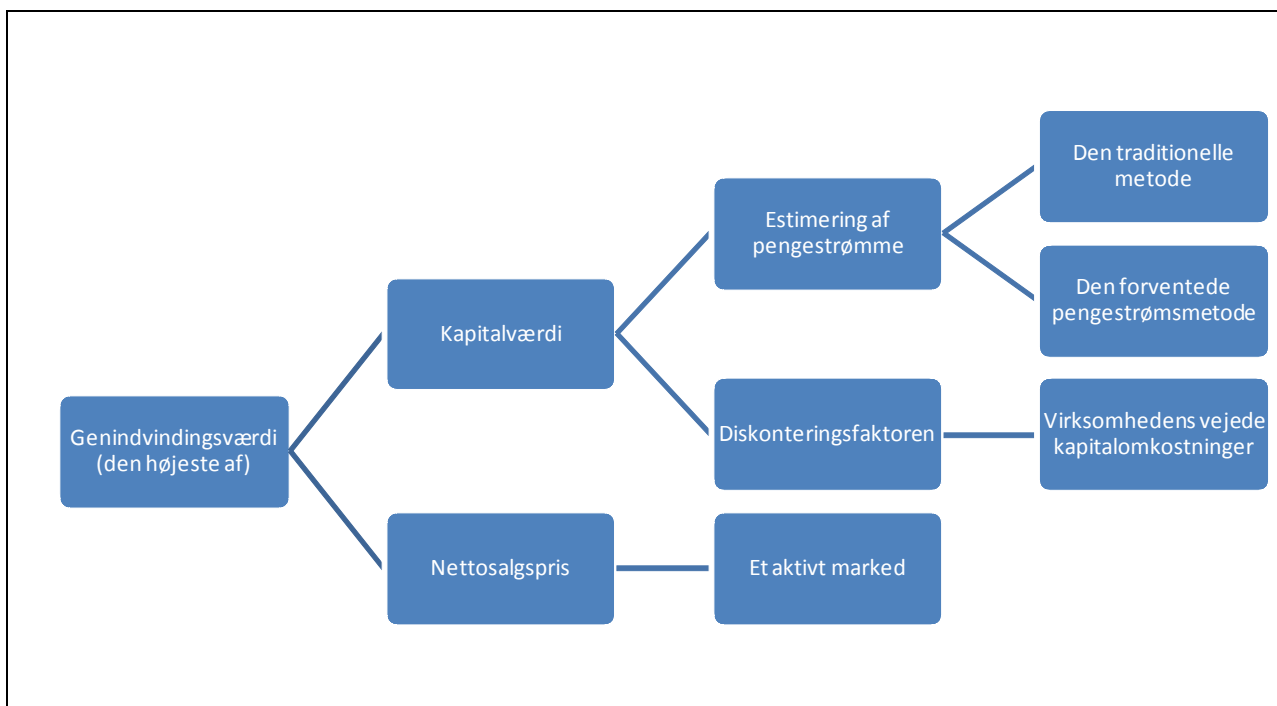 Genindvindingsværdi
(den højeste af)
Kapitalværdi
Estimering af
pengestrømme
Den traditionelle
metode
Den forventede
pengestrømsmetode
Diskonteringsfaktoren
Virksomhedens vejede
kapitalomkostninger
Nettosalgspris
Et aktivt marked